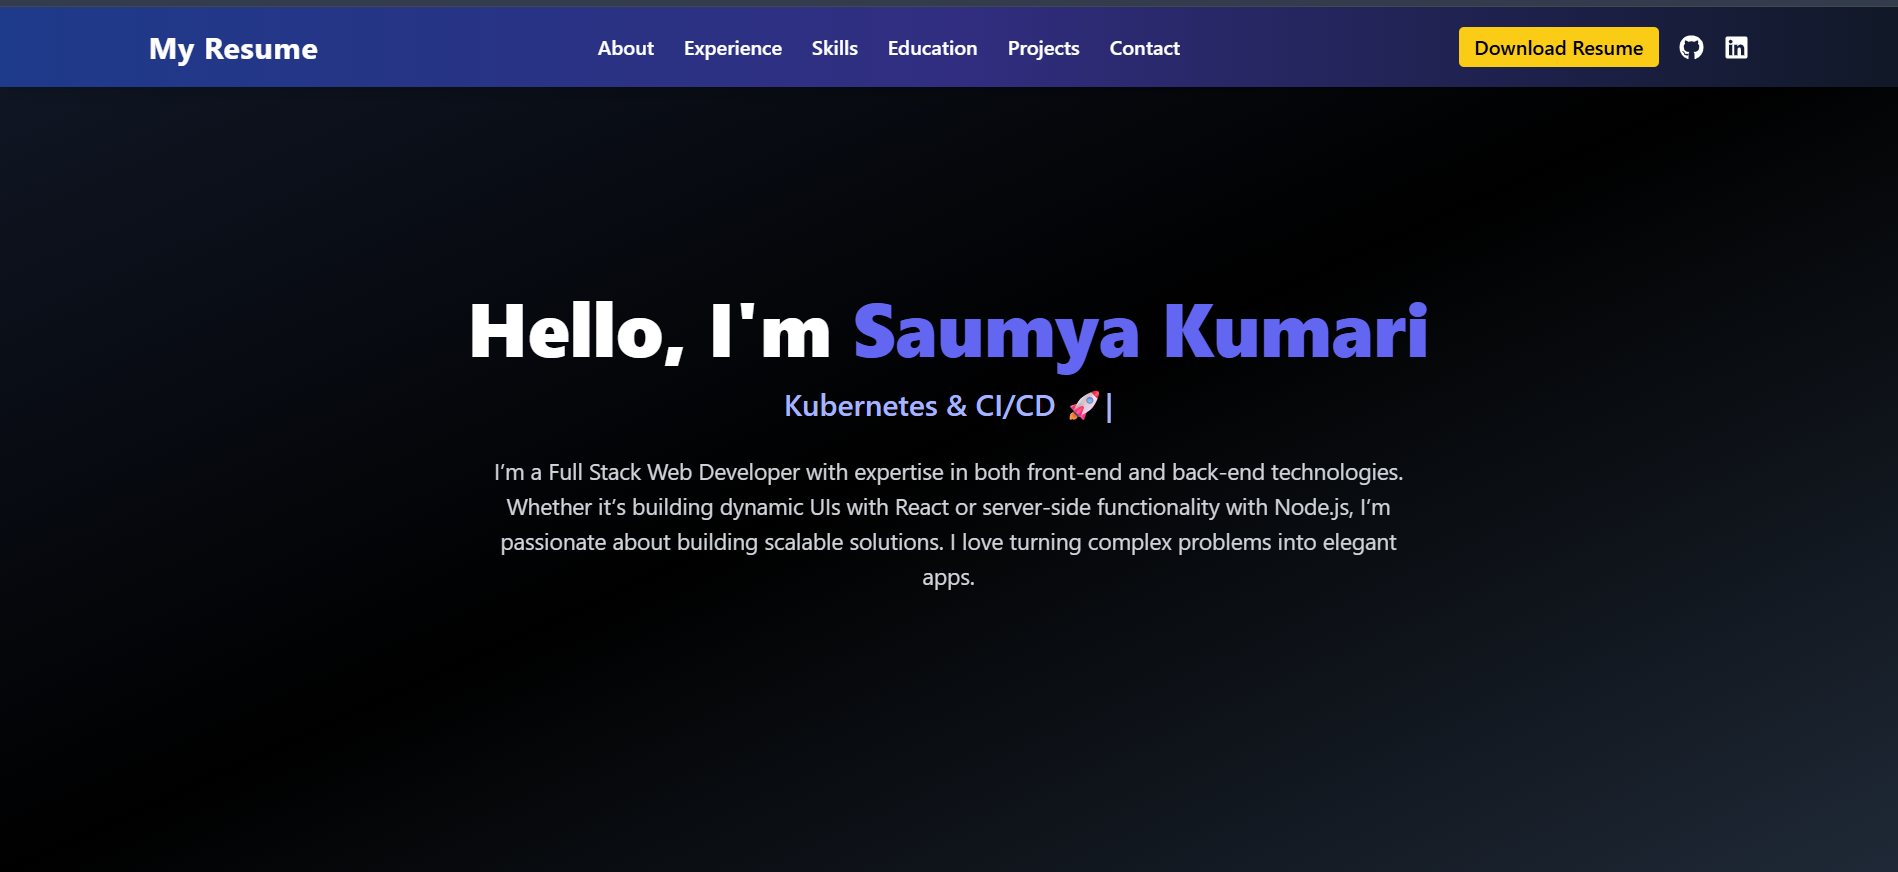 My Resume
About Experience Skills Education Projects Contact
Download Resume
Hello, I'm Saumya Kumari
Kubernetes & CI/CD 🚀|
I’m a Full Stack Web Developer with expertise in both front-end and back-end technologies.
Whether it’s building dynamic UIs with React or server-side functionality with Node.js, I’m
passionate about building scalable solutions. I love turning complex problems into elegant
apps.